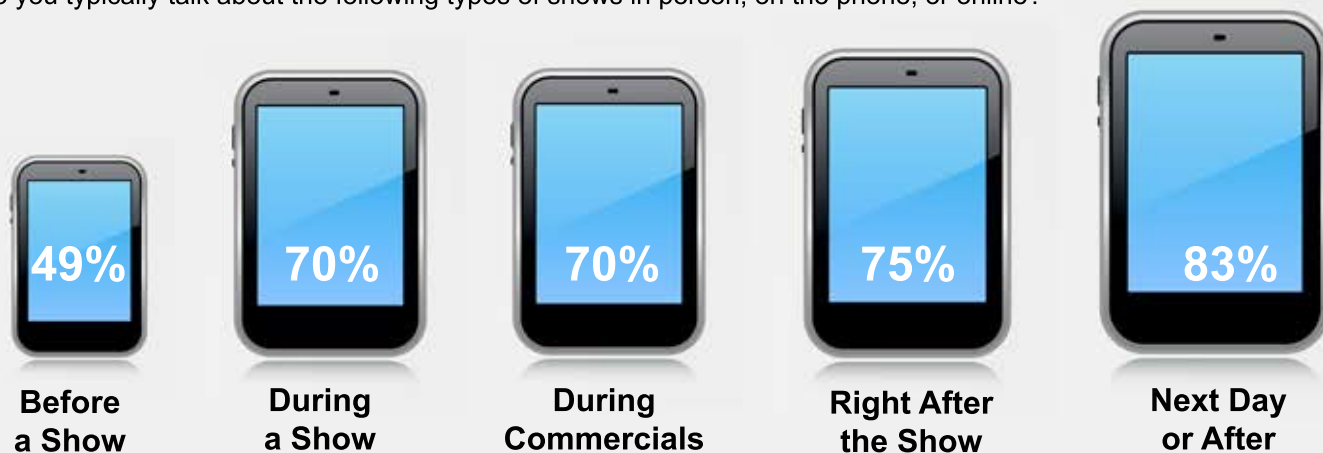 you typically talk about the following types of shows in person, on the phone, or online?
49%
70%
70%
75%
83%
Before
a Show
During
a Show
During
Commercials
Right After
the Show
Next Day
or After